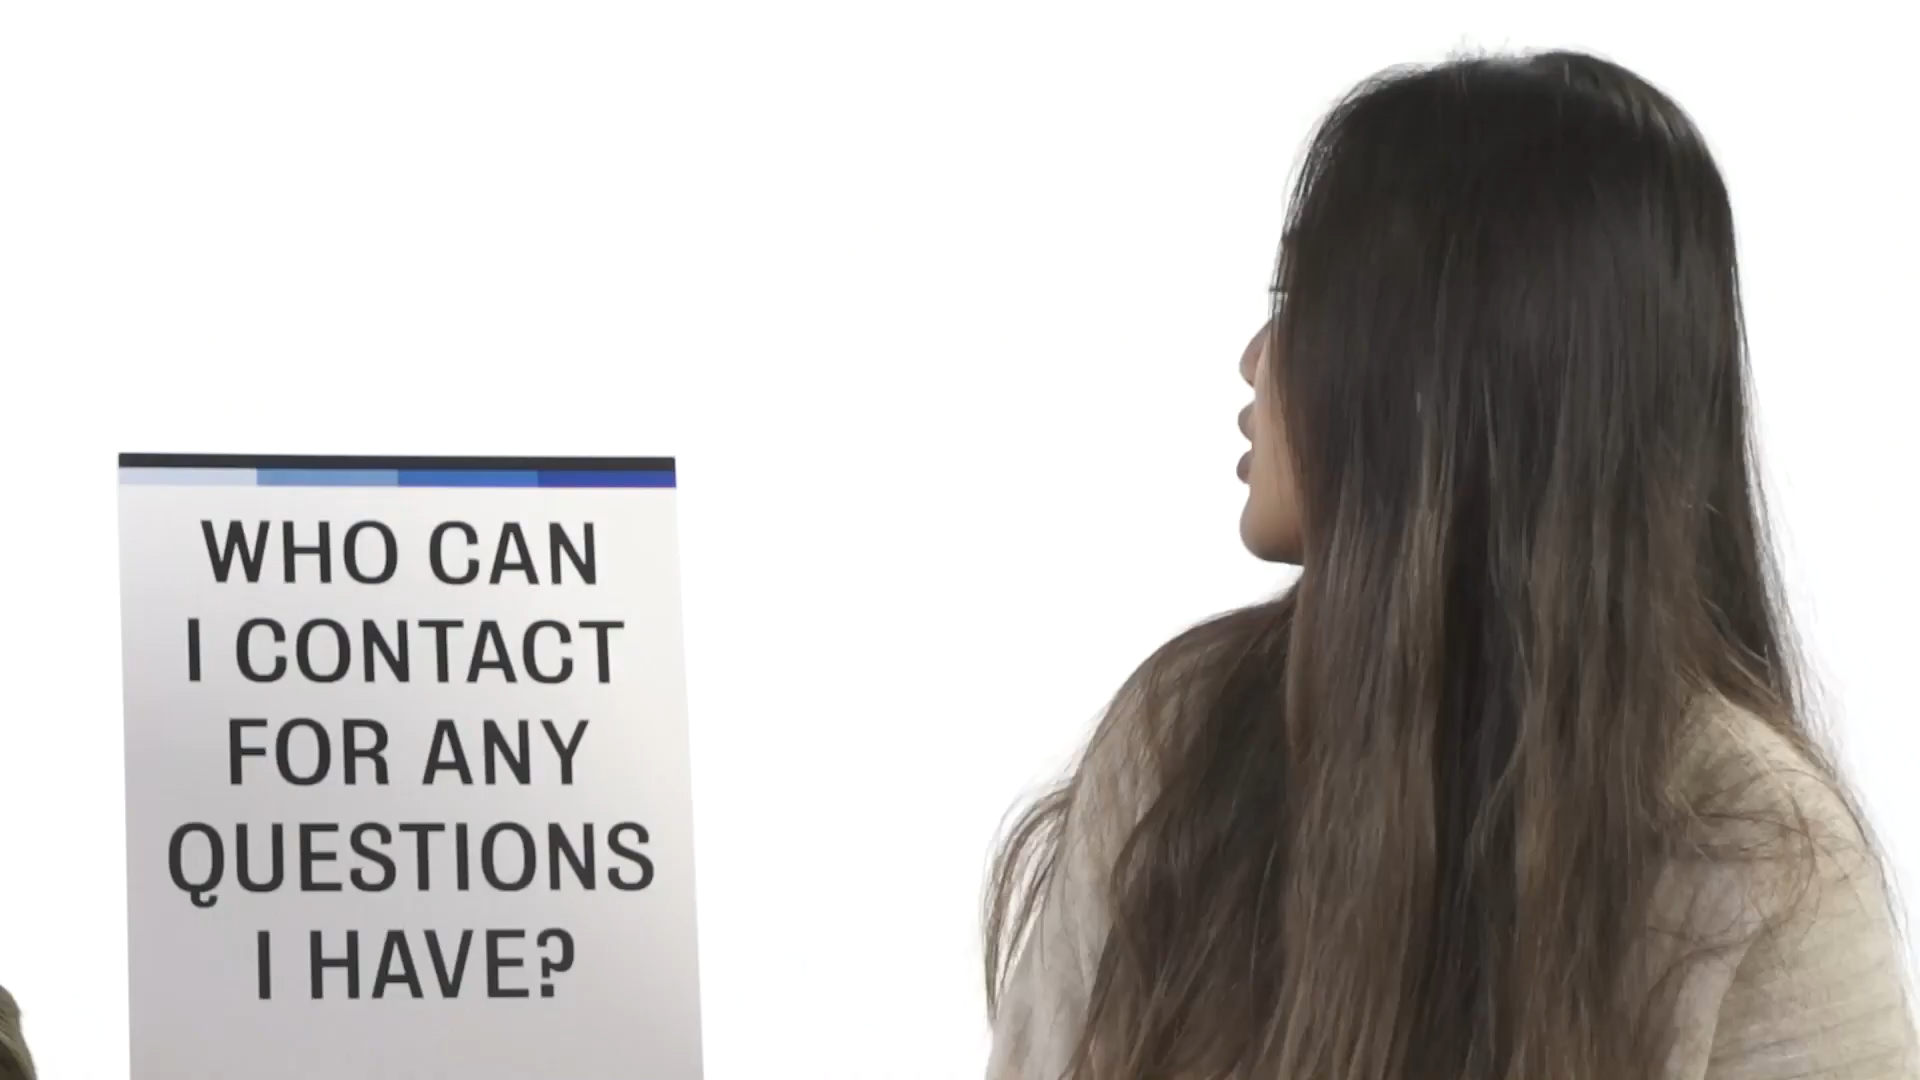 WHO CAN
I CONTACT
FOR ANY
QUESTIONS
I HAVE?